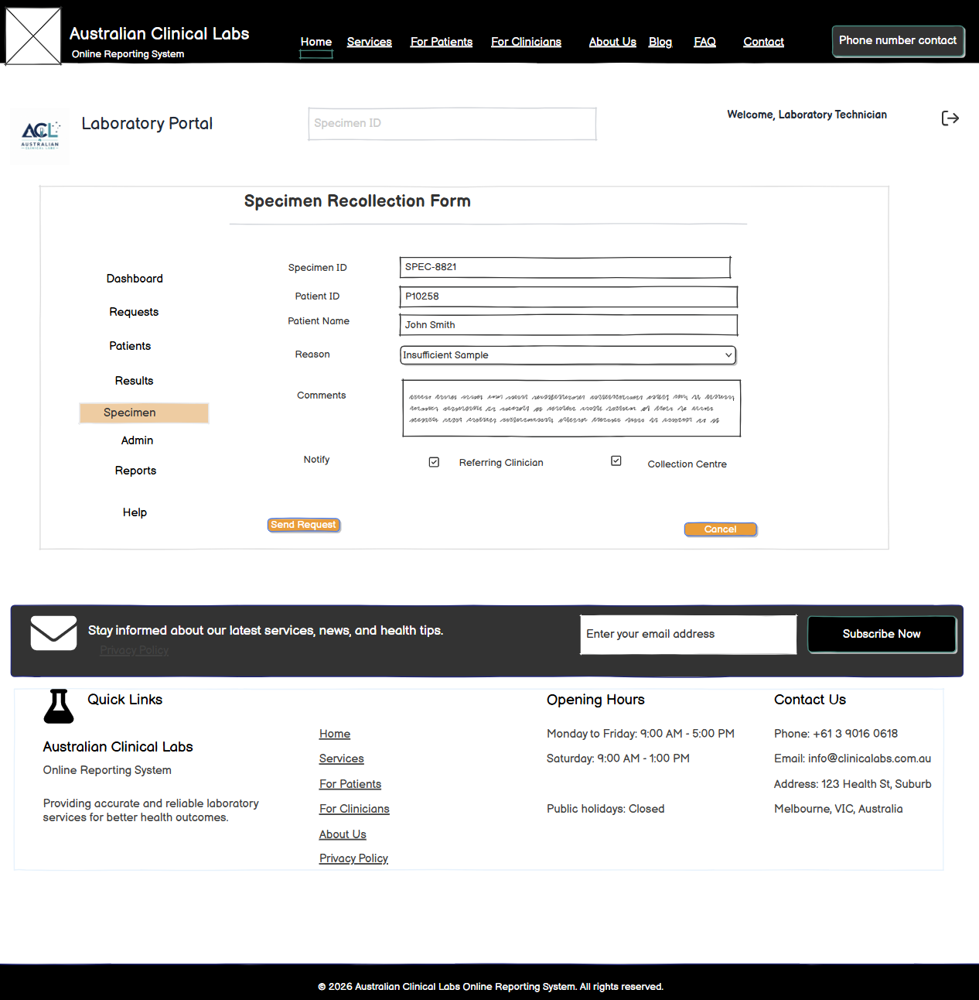 Australian Clinical Labs
Online Reporting System
Home Services For Patients For Clinicians About Us Blog FAQ Contact
Phone number contact
ACL
AUSTRALIAN
CLINICAL LABS
Laboratory Portal
Specimen ID
Welcome, Laboratory Technician
Specimen Recollection Form
Dashboard
Requests
Patients
Results
Specimen
Admin
Reports
Help
Specimen ID SPEC-8821
Patient ID P10258
Patient Name John Smith
Reason Insufficient Sample
Comments
Notify Referring Clinician Collection Centre
Send Request Cancel
Stay informed about our latest services, news, and health tips.
Privacy Policy
Enter your email address
Subscribe Now
Quick Links
Australian Clinical Labs
Online Reporting System
Providing accurate and reliable laboratory
services for better health outcomes.
Home
Services
For Patients
For Clinicians
About Us
Privacy Policy
Opening Hours
Monday to Friday: 9:00 AM - 5:00 PM
Saturday: 9:00 AM - 1:00 PM
Public holidays: Closed
Contact Us
Phone: +61 3 9016 0618
Email: info@clinicalabs.com.au
Address: 123 Health St, Suburb
Melbourne, VIC, Australia
© 2026 Australian Clinical Labs Online Reporting System. All rights reserved.